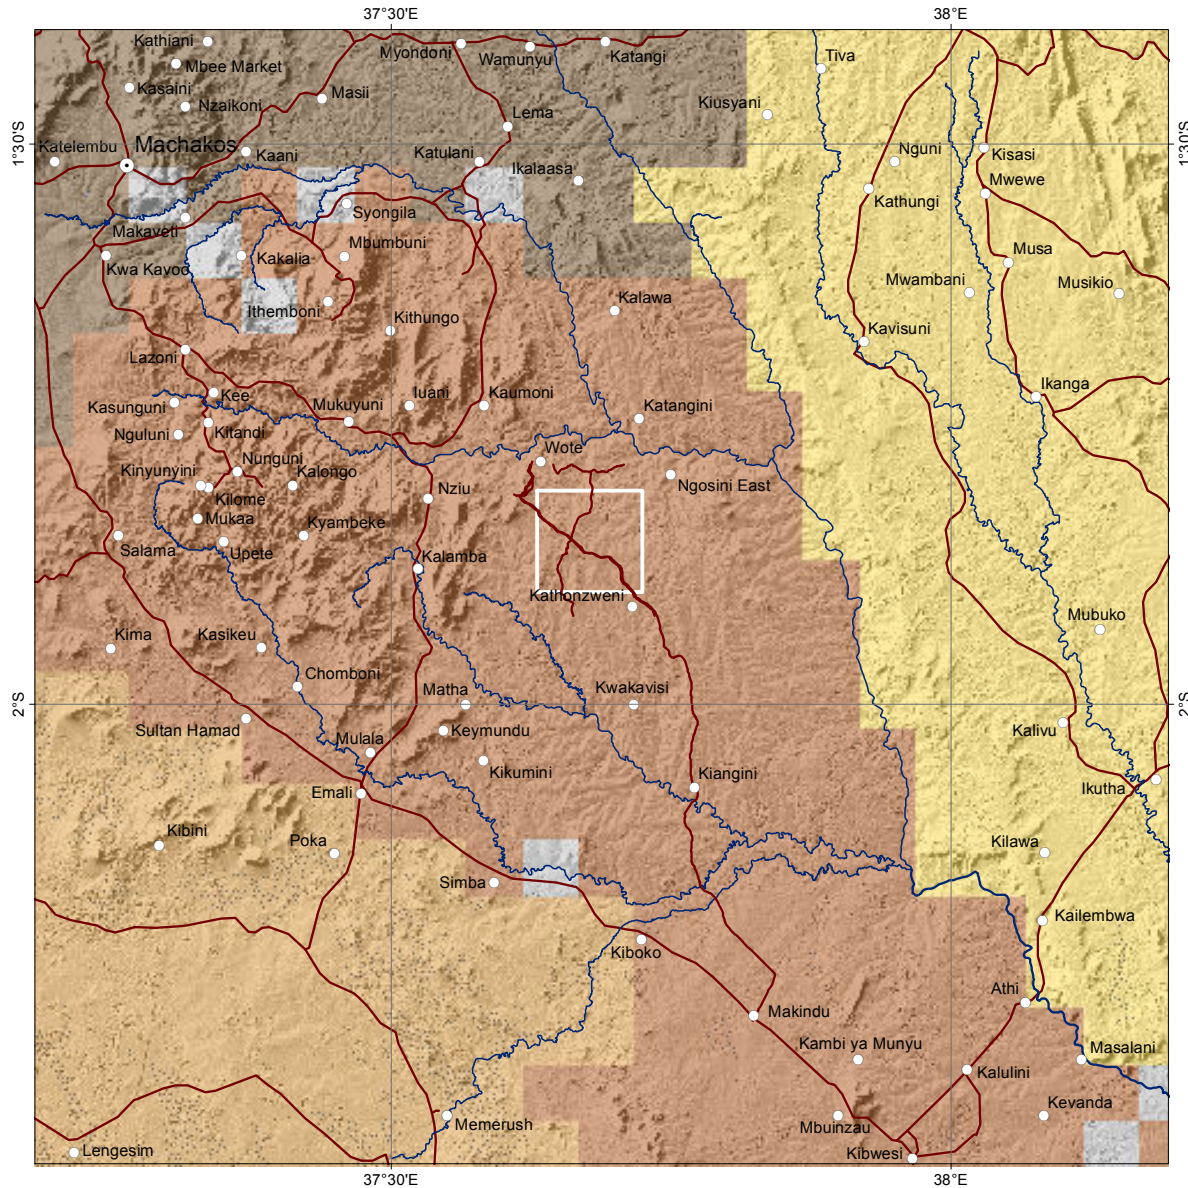 37°30'E
38°E
Kathiani
Myondoni
Wamunyu
Katangi
Tiva
Mbee Market
Kasaini
Nzaikoni
Masii
Kiusyani
Lema
1°30'S
1°30'S
Katelembu
Machakos
Kaani
Katulani
Ikalaasa
Nguni
Kisasi
Mwewe
Kathungi
Syongila
Makaveti
Mbumbuni
Kwa Kavoo
Kakalia
Musa
Mwambani
Musikio
Ithemboni
Kalawa
Kithungo
Kavisuni
Lazoni
Kee
Iuani
Kaumoni
Ikanga
Kasunguni
Mukuyuni
Katangini
Nguluni
Kitandi
Wote
Kinyunyini
Nunguni
Kalongo
Ngosini East
Kilome
Nziu
Mukaa
Kyambeke
Salama
Upete
Kalamba
Kathonzweni
Mubuko
Kima
Kasikeu
Chomboni
Matha
Kwakavisi
2°S
2°S
Sultan Hamad
Keymundu
Kalivu
Mulala
Kikumini
Kiangini
Emali
Ikutha
Kibini
Poka
Kilawa
Simba
Kailembwa
Kiboko
Athi
Makindu
Kambi ya Munyu
Masalani
Kalulini
Kevanda
Memerush
Mbuinzau
Lengesim
Kibwesi
37°30'E
38°E